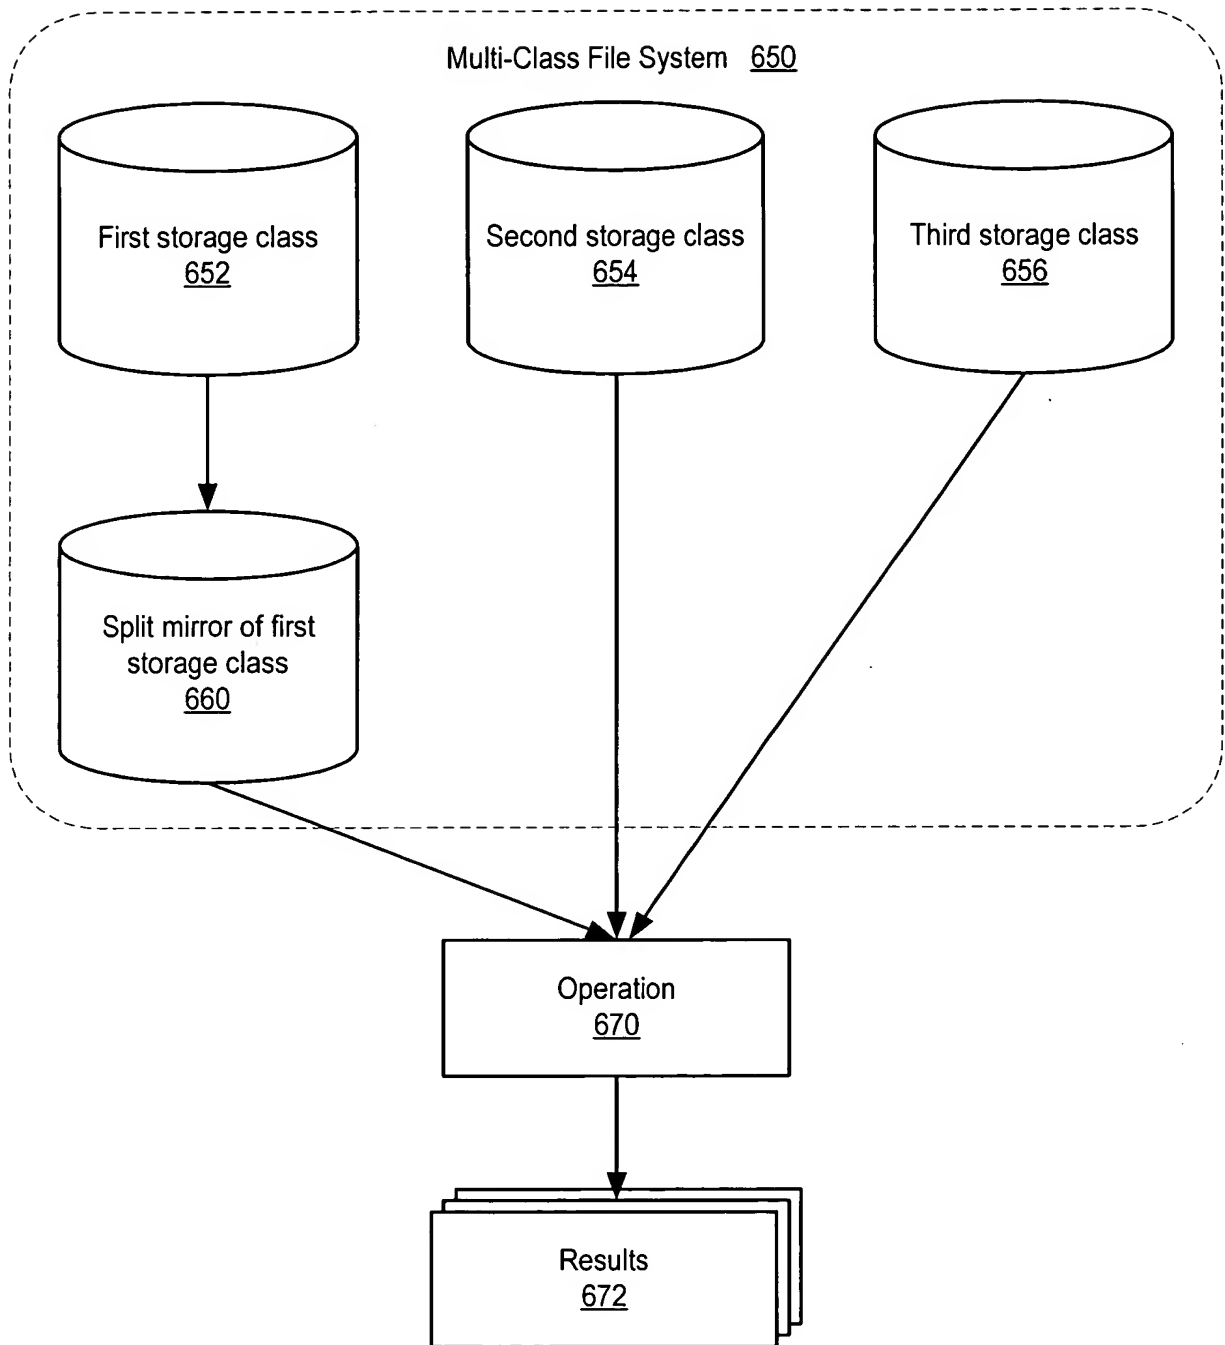 Multi-Class File System 650
First storage class
652
Second storage class
654
Third storage class
656
Split mirror of first
storage class
660
Operation
670
Results
672